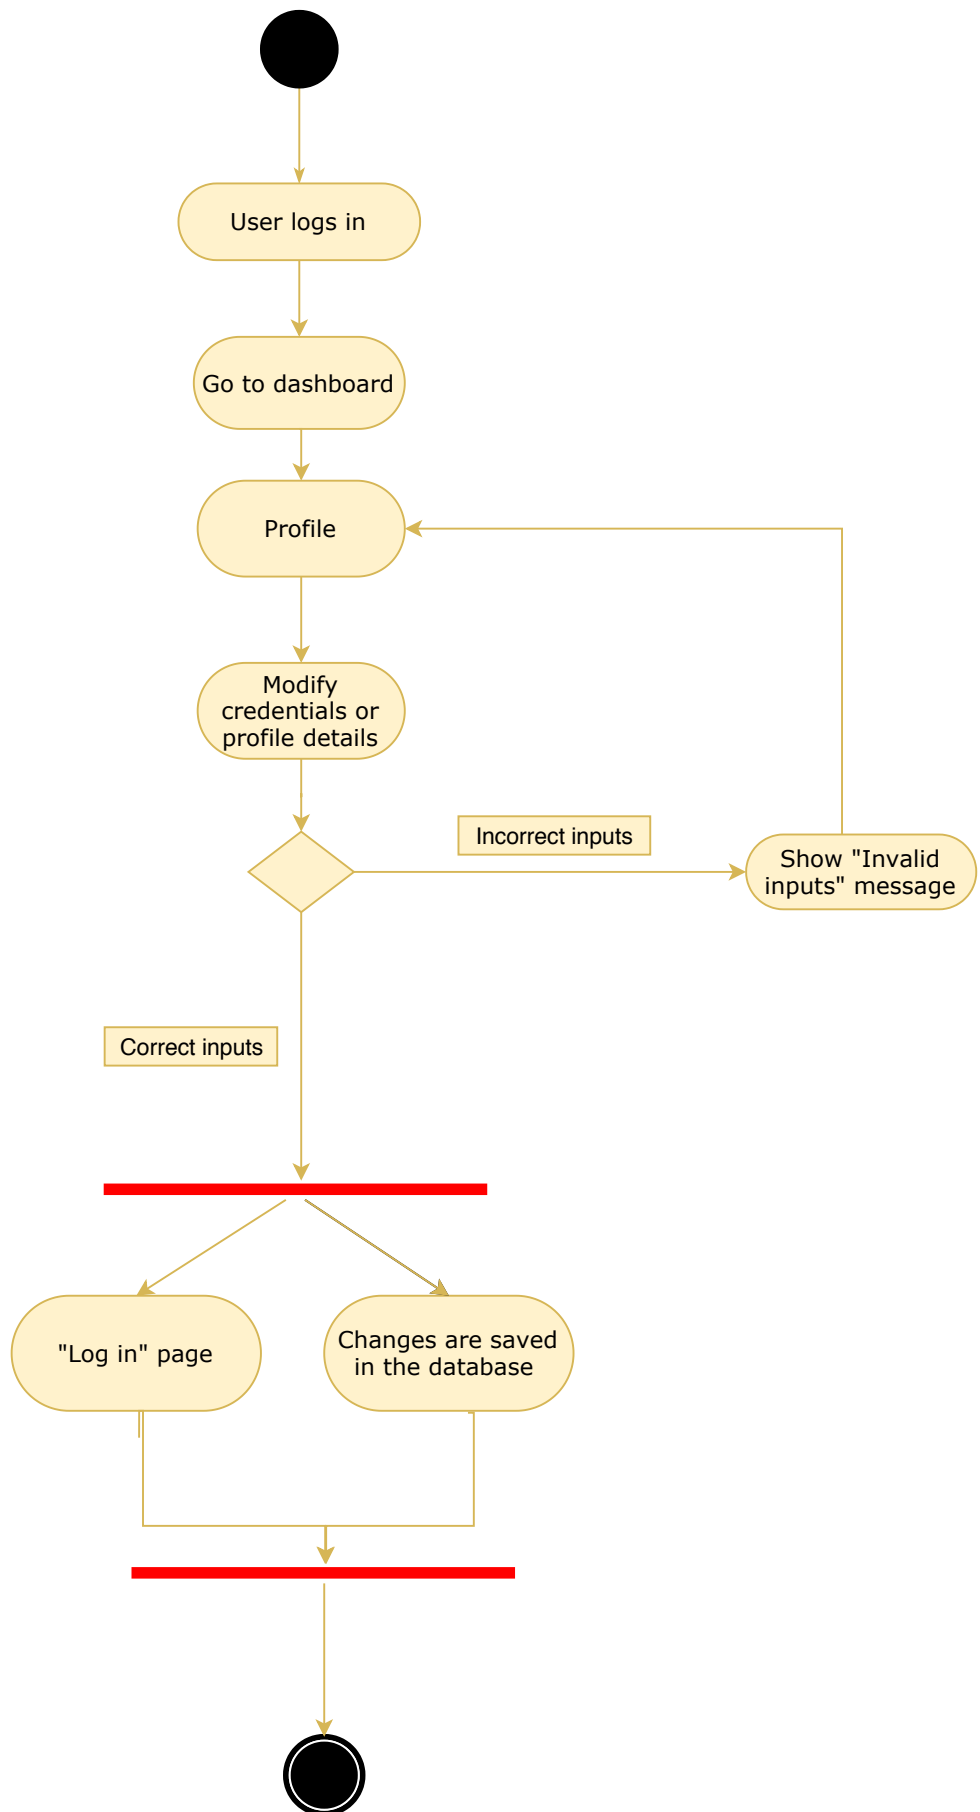 User logs in
Go to dashboard
Profile
Modify
credentials or
profile details
Incorrect inputs
Show "Invalid
inputs" message
Correct inputs
"Log in" page
Changes are saved
in the database